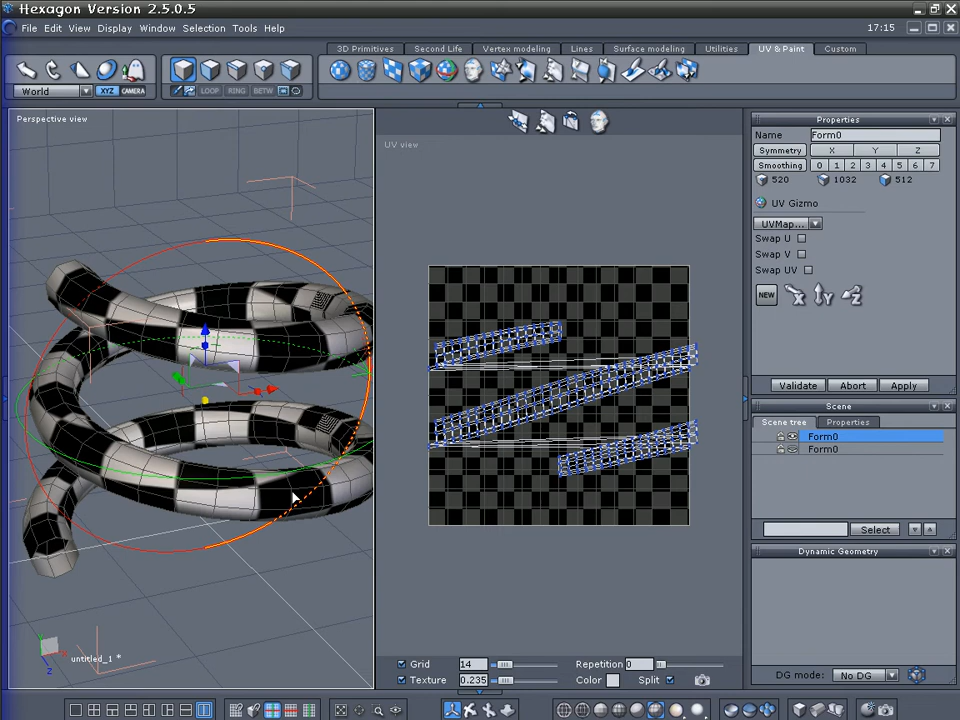 Hexagon Version 2.5.0.5
File Edit View Display Window Selection Tools Help
17:15
3D Primitives Second Life Vertex modeling Lines Surface modeling Utilities UV & Paint Custom
World XYZ CAMERA LOOP RING BETW
Perspective view
UV view
Properties
Name Form0
Symmetry X Y Z
Smoothing 0 1 2 3 4 5 6 7
520 1032 512
UV Gizmo
UVMap...
Swap U
Swap V
Swap UV
NEW X Y Z
Validate Abort Apply
Scene
Scene tree Properties
Form0
Form0
Select
Dynamic Geometry
DG mode: No DG
Y X Z
untitled_1 *
Grid 14 Repetition 0
Texture 0.235 Color Split